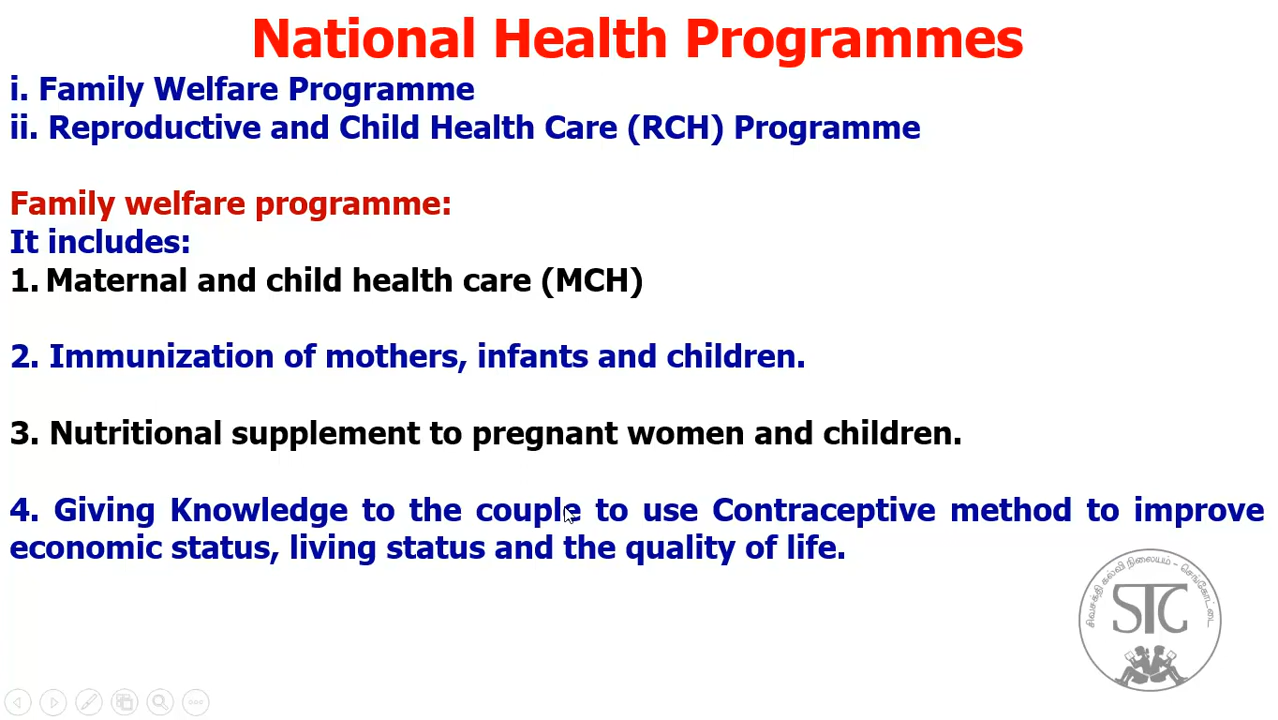 National Health Programmes
i. Family Welfare Programme
ii. Reproductive and Child Health Care (RCH) Programme
Family welfare programme:
It includes:
1. Maternal and child health care (MCH)
2. Immunization of mothers, infants and children.
3. Nutritional supplement to pregnant women and children.
4. Giving Knowledge to the couple to use Contraceptive method to improve
economic status, living status and the quality of life.
சிவசக்தி கல்வி நிலையம் - செங்கோட்டை
STC